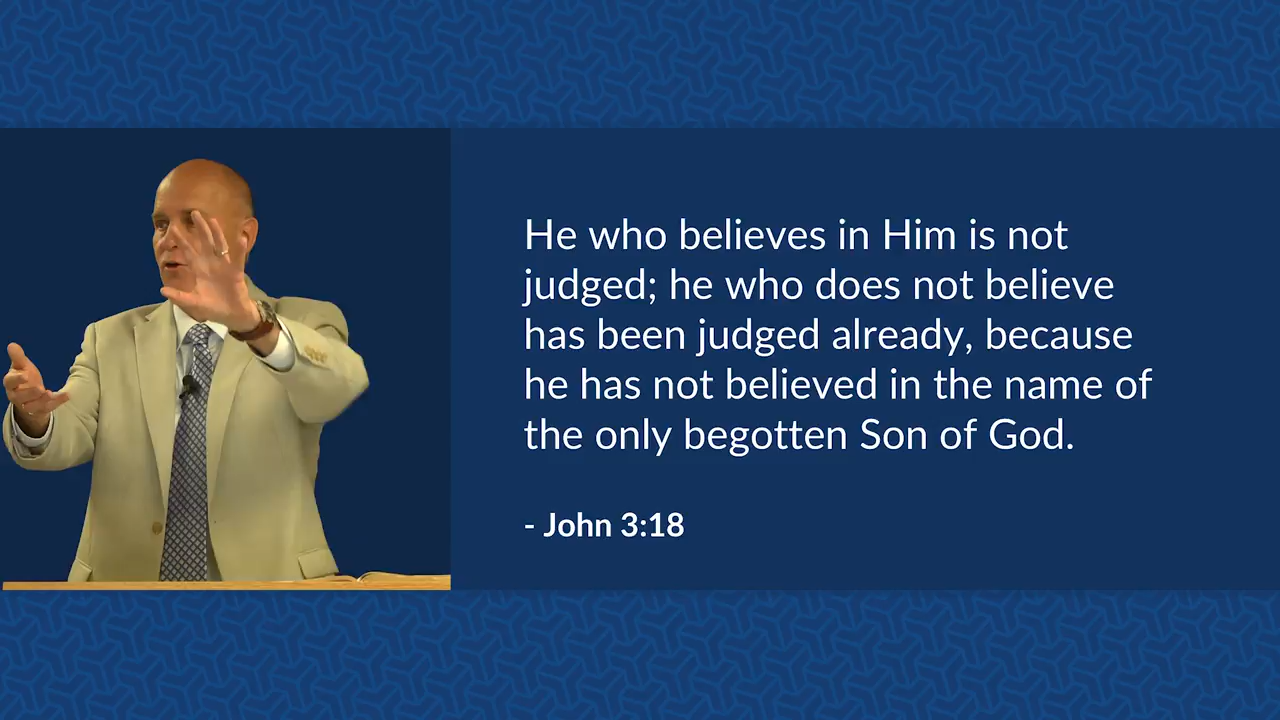 He who believes in Him is not
judged; he who does not believe
has been judged already, because
he has not believed in the name of
the only begotten Son of God.
- John 3:18